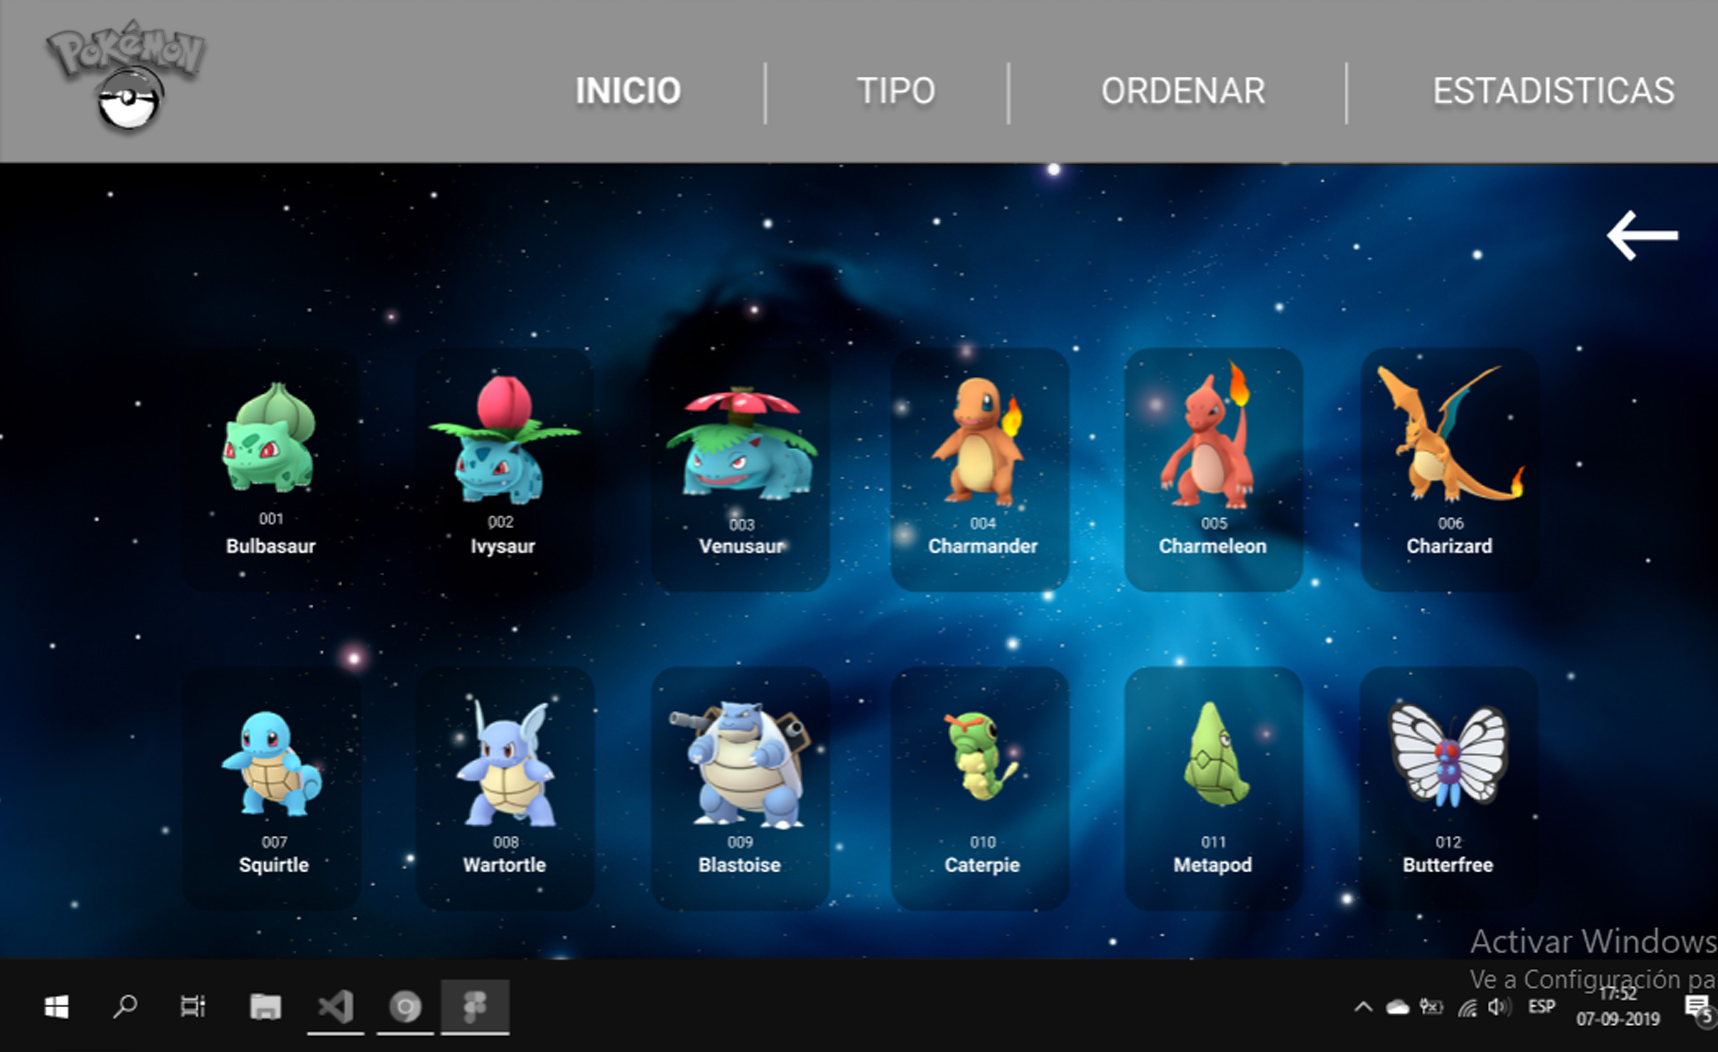 POKéMON
INICIO
TIPO
ORDENAR
ESTADISTICAS
001
Bulbasaur
002
Ivysaur
003
Venusaur
004
Charmander
005
Charmeleon
006
Charizard
007
Squirtle
008
Wartortle
009
Blastoise
010
Caterpie
011
Metapod
012
Butterfree
Activar Windows
Ve a Configuración pa
ESP
17:52
07-09-2019
5